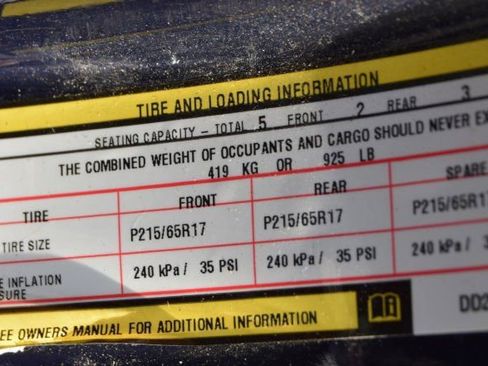 TIRE AND LOADING INFORMATION
SEATING CAPACITY - TOTAL 5 FRONT 2 REAR 3
THE COMBINED WEIGHT OF OCCUPANTS AND CARGO SHOULD NEVER EX
419 KG OR 925 LB
TIRE FRONT REAR SPARE
TIRE SIZE P215/65R17 P215/65R17 P215/65R17
E INFLATION
SURE 240 kPa / 35 PSI 240 kPa / 35 PSI 240 kPa / 35 PSI
EE OWNERS MANUAL FOR ADDITIONAL INFORMATION
D02